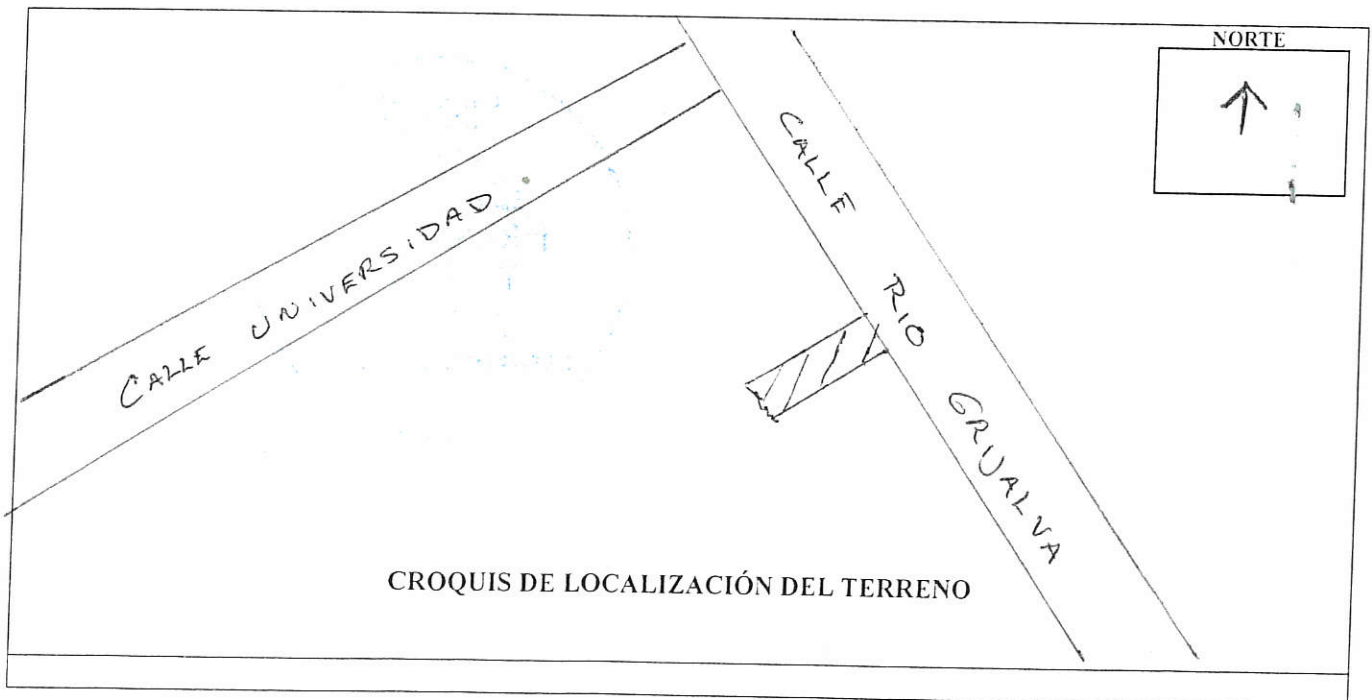 NORTE
CALLE UNIVERSIDAD
CALLE RIO GRIJALVA
CROQUIS DE LOCALIZACIÓN DEL TERRENO